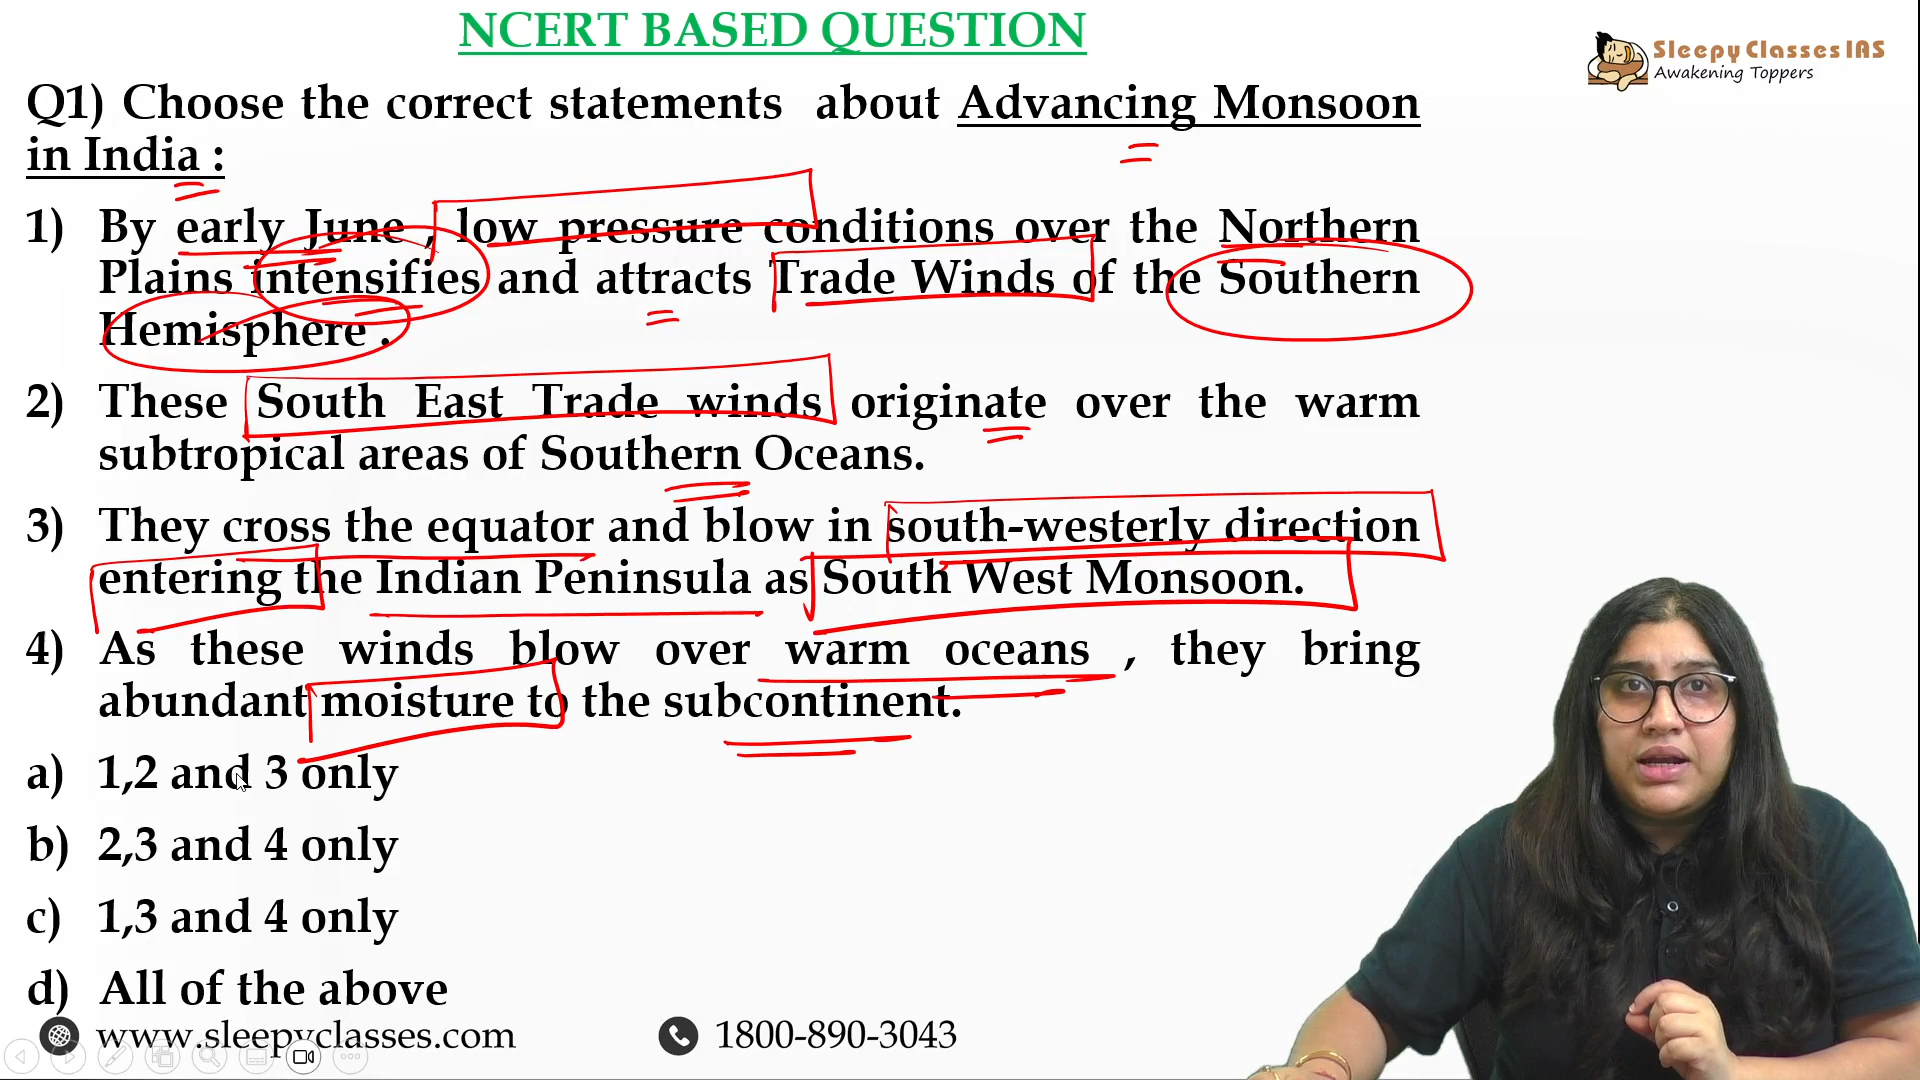 NCERT BASED QUESTION
Sleepy Classes IAS
Awakening Toppers
Q1) Choose the correct statements about Advancing Monsoon
in India :
1) By early June , low pressure conditions over the Northern
Plains intensifies and attracts Trade Winds of the Southern
Hemisphere .
2) These South East Trade winds originate over the warm
subtropical areas of Southern Oceans.
3) They cross the equator and blow in south-westerly direction
entering the Indian Peninsula as South West Monsoon.
4) As these winds blow over warm oceans , they bring
abundant moisture to the subcontinent.
a) 1,2 and 3 only
b) 2,3 and 4 only
c) 1,3 and 4 only
d) All of the above
www.sleepyclasses.com
1800-890-3043